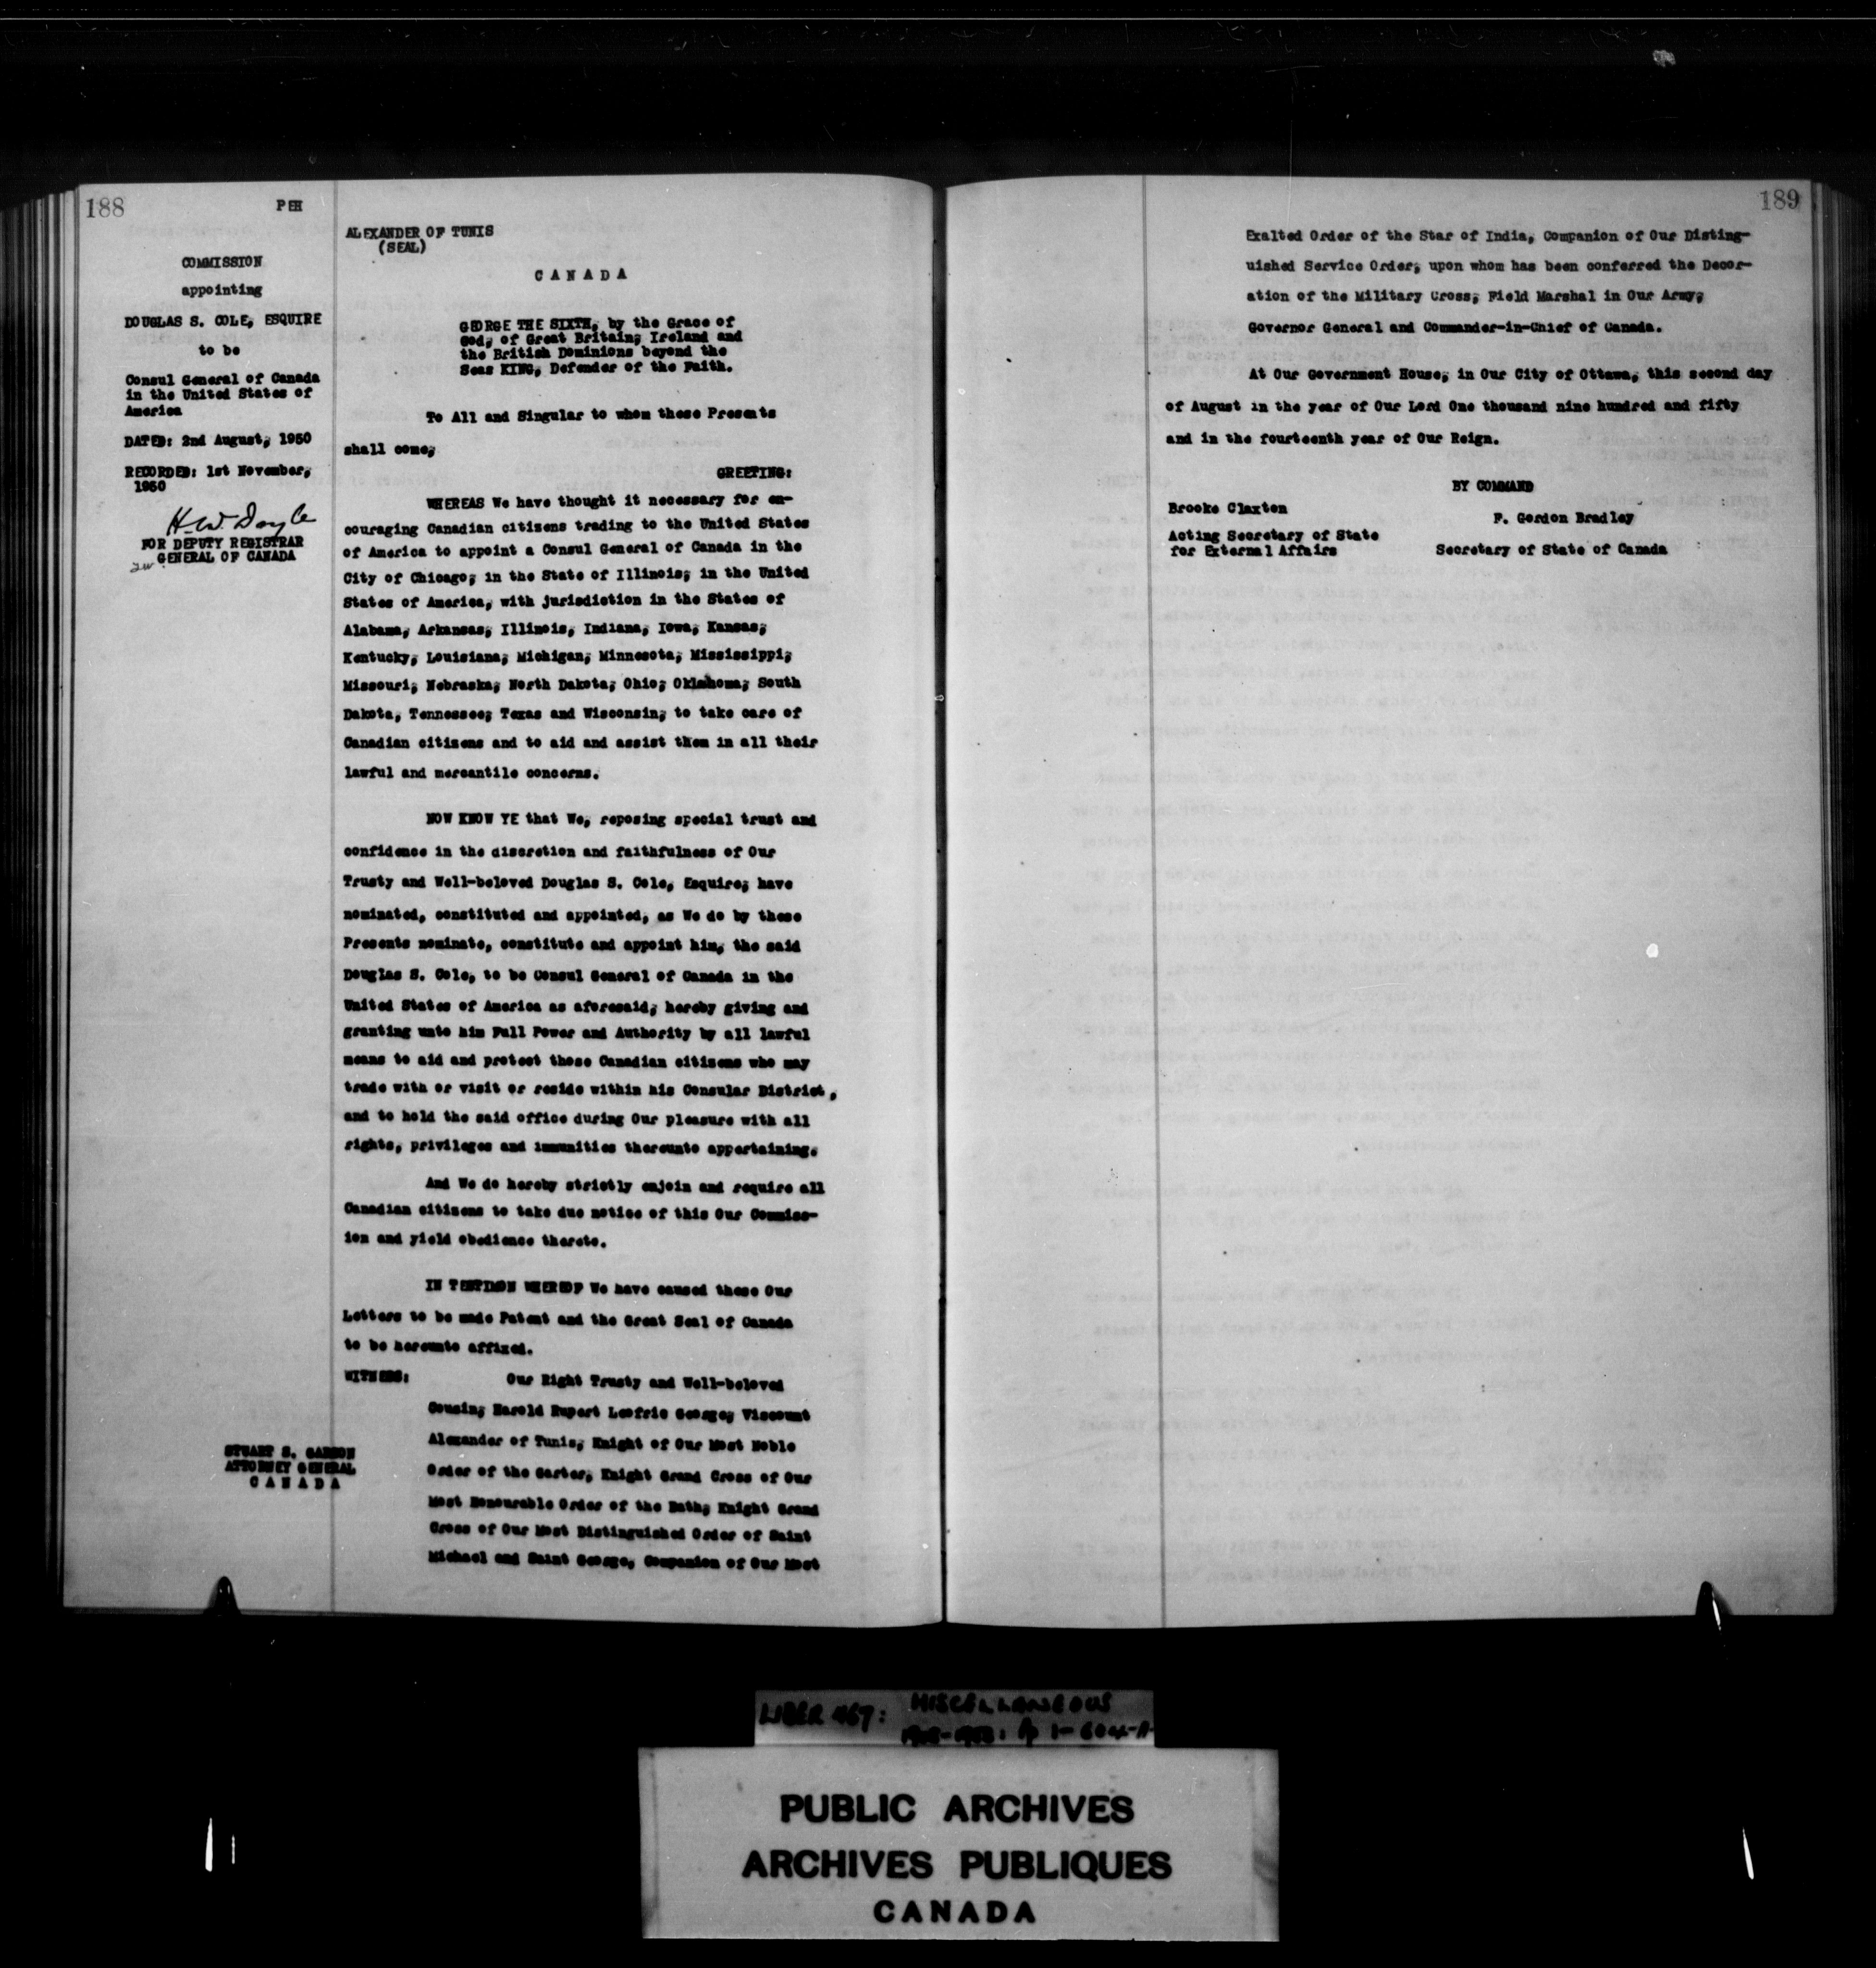 188
PEH
COMMISSION
appointing
DOUGLAS S. COLE, ESQUIRE
to be
Consul General of Canada
in the United States of
America
DATED: 2nd August, 1950
RECORDED: 1st November,
1950
H.W. Doyle
FOR DEPUTY REGISTRAR
GENERAL OF CANADA
STUART S. GARSON
ATTORNEY GENERAL
CANADA
ALEXANDER OF TUNIS
(SEAL)
CANADA
GEORGE THE SIXTH, by the Grace of
God, of Great Britain, Ireland and
the British Dominions beyond the
Seas KING, Defender of the Faith.
To All and Singular to whom these Presents
shall come,
GREETING:
WHEREAS We have thought it necessary for en-
couraging Canadian citizens trading to the United States
of America to appoint a Consul General of Canada in the
City of Chicago, in the State of Illinois, in the United
States of America, with jurisdiction in the States of
Alabama, Arkansas, Illinois, Indiana, Iowa, Kansas,
Kentucky, Louisiana, Michigan, Minnesota, Mississippi,
Missouri, Nebraska, North Dakota, Ohio, Oklahoma, South
Dakota, Tennessee, Texas and Wisconsin, to take care of
Canadian citizens and to aid and assist them in all their
lawful and mercantile concerns.
NOW KNOW YE that We, reposing special trust and
confidence in the discretion and faithfulness of Our
Trusty and Well-beloved Douglas S. Cole, Esquire, have
nominated, constituted and appointed, as We do by these
Presents nominate, constitute and appoint him, the said
Douglas S. Cole, to be Consul General of Canada in the
United States of America as aforesaid, hereby giving and
granting unto him Full Power and Authority by all lawful
means to aid and protect those Canadian citizens who may
trade with or visit or reside within his Consular District,
and to hold the said office during Our pleasure with all
rights, privileges and immunities thereunto appertaining.
And We do hereby strictly enjoin and require all
Canadian citizens to take due notice of this Our Commiss-
ion and yield obedience thereto.
IN TESTIMON WHEREOF We have caused these Our
Letters to be made Patent and the Great Seal of Canada
to be hereunto affixed.
WITNESS: Our Right Trusty and Well-beloved
Cousin, Harold Rupert Leofric George, Viscount
Alexander of Tunis, Knight of Our Most Noble
Order of the Garter, Knight Grand Cross of Our
Most Honourable Order of the Bath, Knight Grand
Cross of Our Most Distinguished Order of Saint
Michael and Saint George, Companion of Our Most
189
Exalted Order of the Star of India, Companion of Our Disting-
uished Service Order, upon whom has been conferred the Decor-
ation of the Military Cross, Field Marshal in Our Army,
Governor General and Commander-in-Chief of Canada.
At Our Government House, in Our City of Ottawa, this second day
of August in the year of Our Lord One thousand nine hundred and fifty
and in the fourteenth year of Our Reign.
BY COMMAND
Brooke Claxton
Acting Secretary of State
for External Affairs
F. Gordon Bradley
Secretary of State of Canada
LIBER 467: MISCELLANEOUS
PUBLIC ARCHIVES
ARCHIVES PUBLIQUES
CANADA